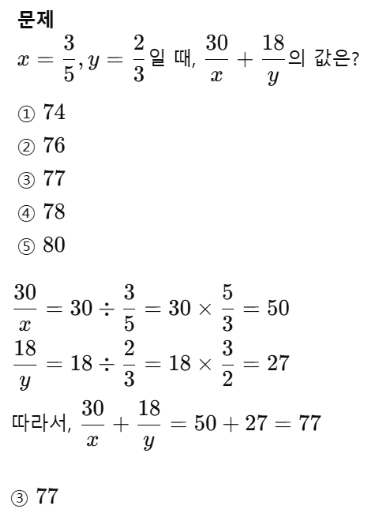 문제
x = 3/5, y = 2/3일 때, 30/x + 18/y의 값은?
① 74
② 76
③ 77
④ 78
⑤ 80
30/x = 30 ÷ 3/5 = 30 × 5/3 = 50
18/y = 18 ÷ 2/3 = 18 × 3/2 = 27
따라서, 30/x + 18/y = 50 + 27 = 77
③ 77